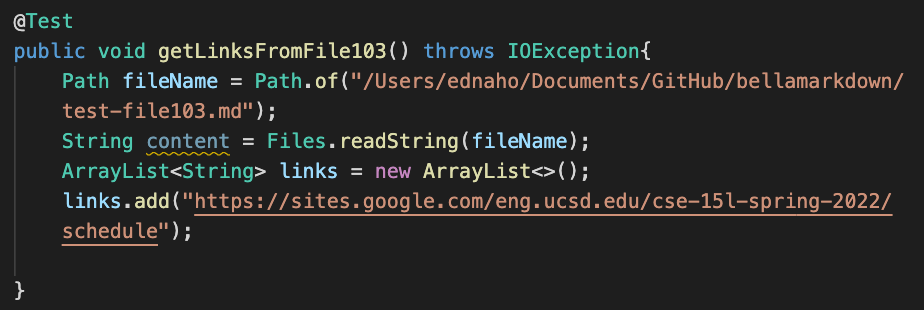 @Test
public void getLinksFromFile103() throws IOException{
Path fileName = Path.of("/Users/ednaho/Documents/GitHub/bellamarkdown/
test-file103.md");
String content = Files.readString(fileName);
ArrayList<String> links = new ArrayList<>();
links.add("https://sites.google.com/eng.ucsd.edu/cse-15l-spring-2022/
schedule");
}